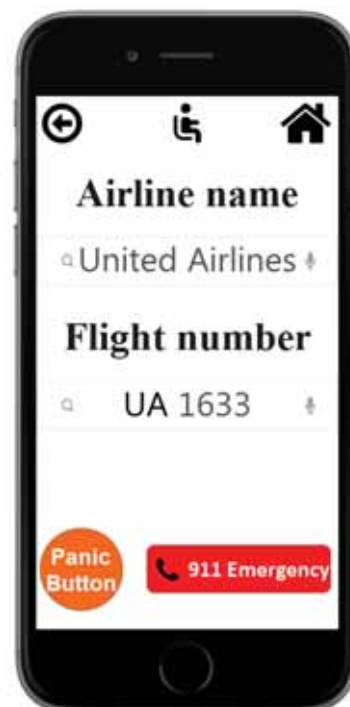 Airline name
United Airlines
Flight number
UA 1633
Panic
Button
911 Emergency